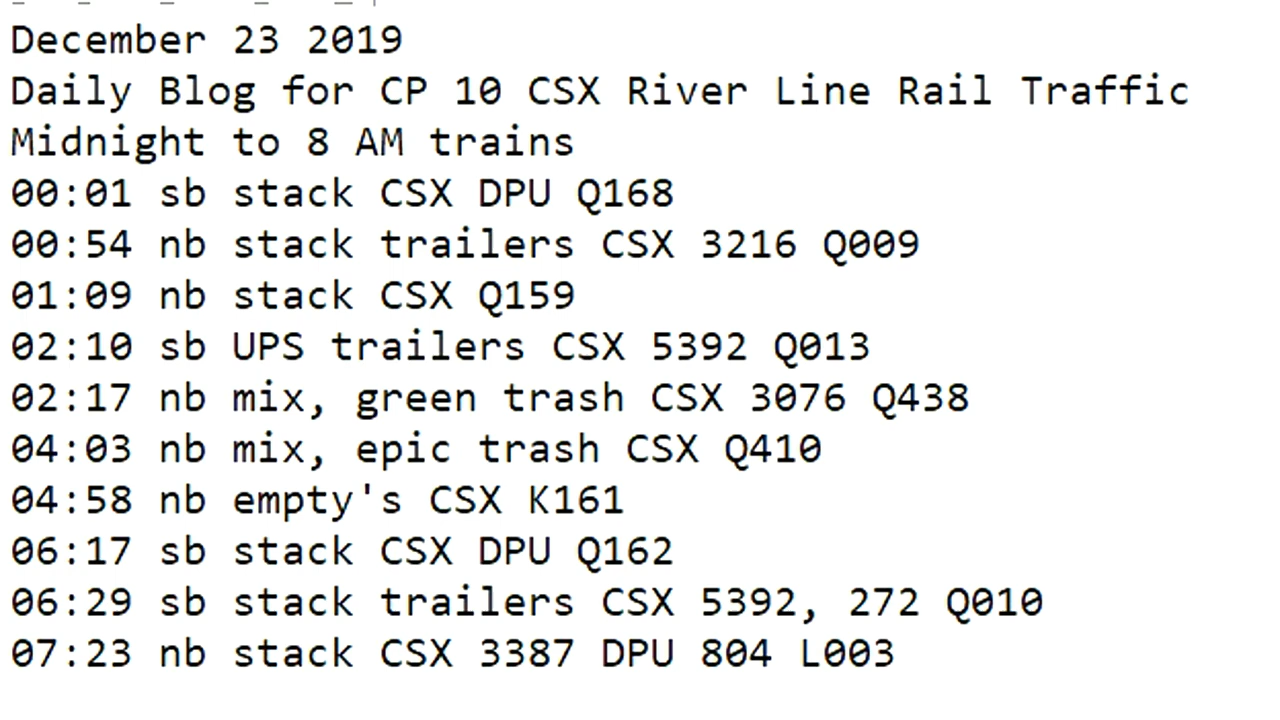 December 23 2019
Daily Blog for CP 10 CSX River Line Rail Traffic
Midnight to 8 AM trains
00:01 sb stack CSX DPU Q168
00:54 nb stack trailers CSX 3216 Q009
01:09 nb stack CSX Q159
02:10 sb UPS trailers CSX 5392 Q013
02:17 nb mix, green trash CSX 3076 Q438
04:03 nb mix, epic trash CSX Q410
04:58 nb empty's CSX K161
06:17 sb stack CSX DPU Q162
06:29 sb stack trailers CSX 5392, 272 Q010
07:23 nb stack CSX 3387 DPU 804 L003